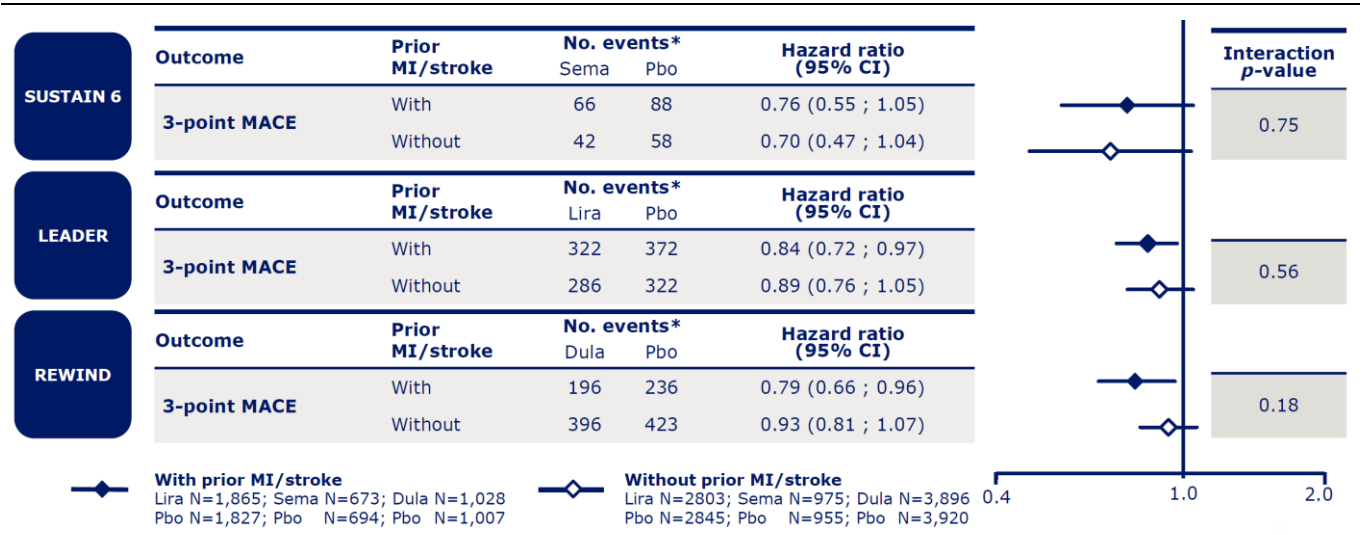 SUSTAIN 6
Outcome Prior MI/stroke No. events* Hazard ratio (95% CI) Interaction p-value
Sema Pbo
3-point MACE
With 66 88 0.76 (0.55 ; 1.05)
0.75
Without 42 58 0.70 (0.47 ; 1.04)
LEADER
Outcome Prior MI/stroke No. events* Hazard ratio (95% CI)
Lira Pbo
3-point MACE
With 322 372 0.84 (0.72 ; 0.97)
0.56
Without 286 322 0.89 (0.76 ; 1.05)
REWIND
Outcome Prior MI/stroke No. events* Hazard ratio (95% CI)
Dula Pbo
3-point MACE
With 196 236 0.79 (0.66 ; 0.96)
0.18
Without 396 423 0.93 (0.81 ; 1.07)
1.0
With prior MI/stroke
Lira N=1,865; Sema N=673; Dula N=1,028
Pbo N=1,827; Pbo N=694; Pbo N=1,007
Without prior MI/stroke
Lira N=2803; Sema N=975; Dula N=3,896
Pbo N=2845; Pbo N=955; Pbo N=3,920
0.4 1.0 2.0